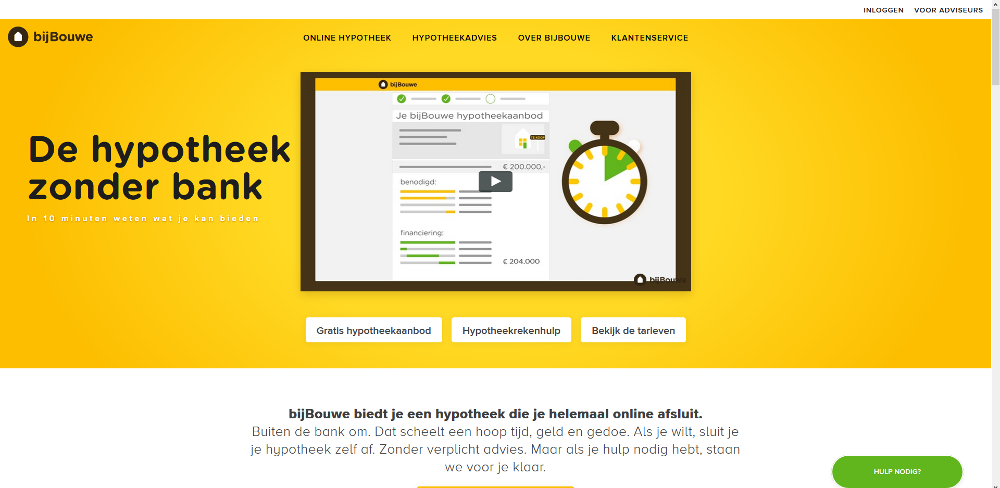 INLOGGEN VOOR ADVISEURS
bijBouwe
ONLINE HYPOTHEEK HYPOTHEEKADVIES OVER BIJBOUWE KLANTENSERVICE
De hypotheek
zonder bank
In 10 minuten weten wat je kan bieden
bijBouwe
Je bijBouwe hypotheekaanbod
TE KOOP
€ 200.000,-
benodigd:
financiering:
€ 204.000
bijBouwe
Gratis hypotheekaanbod
Hypotheekrekenhulp
Bekijk de tarieven
bijBouwe biedt je een hypotheek die je helemaal online afsluit.
Buiten de bank om. Dat scheelt een hoop tijd, geld en gedoe. Als je wilt, sluit je
je hypotheek zelf af. Zonder verplicht advies. Maar als je hulp nodig hebt, staan
we voor je klaar.
HULP NODIG?